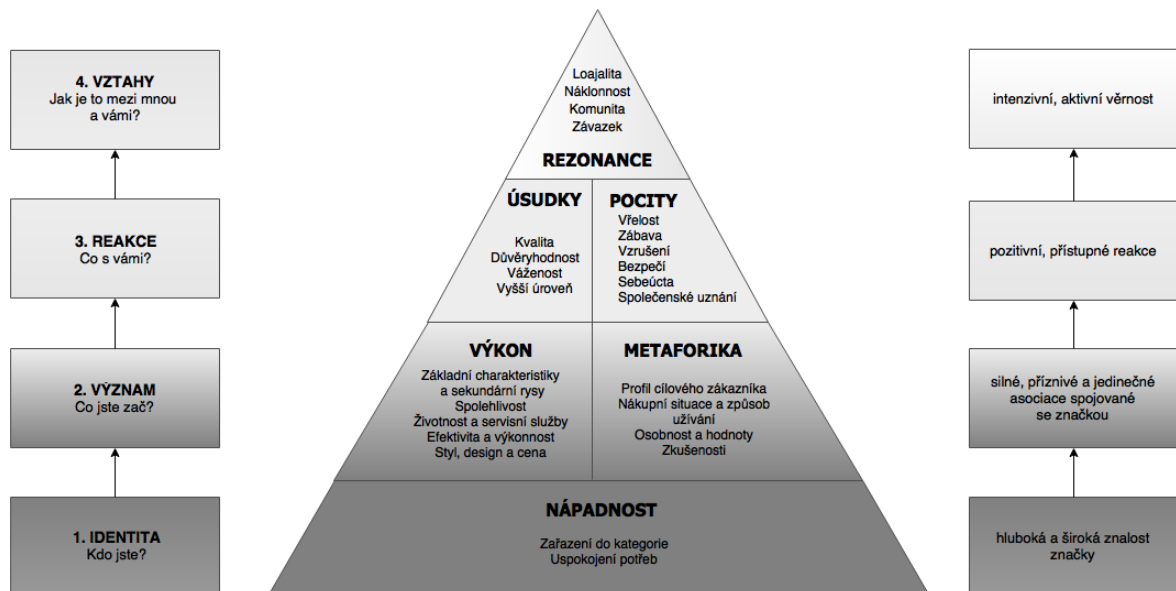 4. VZTAHY
Jak je to mezi mnou
a vámi?
3. REAKCE
Co s vámi?
2. VÝZNAM
Co jste zač?
1. IDENTITA
Kdo jste?
Loajalita
Náklonnost
Komunita
Závazek
REZONANCE
ÚSUDKY
Kvalita
Důvěryhodnost
Váženost
Vyšší úroveň
POCITY
Vřelost
Zábava
Vzrušení
Bezpečí
Sebeúcta
Společenské uznání
VÝKON
Základní charakteristiky
a sekundární rysy
Spolehlivost
Životnost a servisní služby
Efektivita a výkonnost
Styl, design a cena
METAFORIKA
Profil cílového zákazníka
Nákupní situace a způsob
užívání
Osobnost a hodnoty
Zkušenosti
NÁPADNOST
Zařazení do kategorie
Uspokojení potřeb
intenzivní, aktivní věrnost
pozitivní, přístupné reakce
silné, příznivé a jedinečné
asociace spojované
se značkou
hluboká a široká znalost
značky